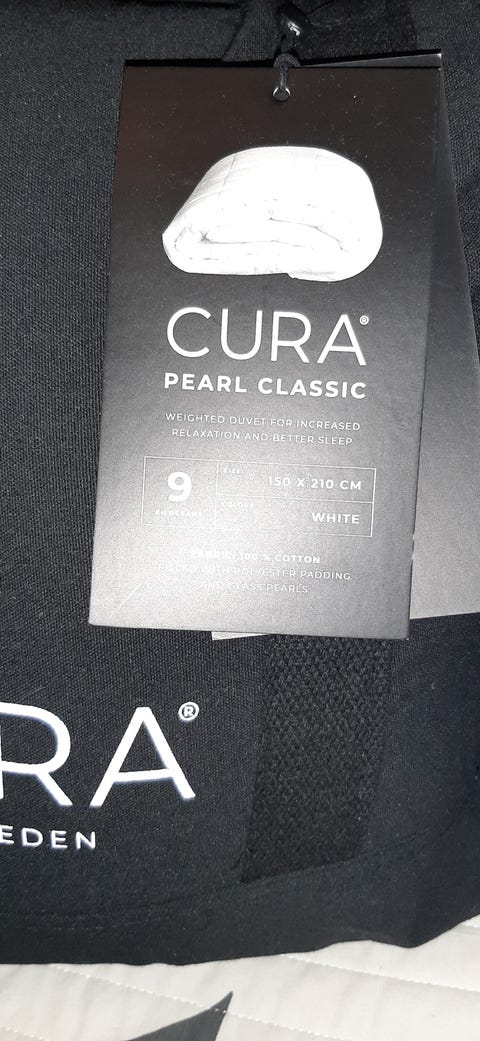 CURA®
PEARL CLASSIC
WEIGHTED DUVET FOR INCREASED
RELAXATION AND BETTER SLEEP
9
KILOGRAMS
SIZE:
150 X 210 CM
COLOUR:
WHITE
FABRIC: 100 % COTTON
FILLED WITH POLYESTER PADDING
AND GLASS PEARLS
RA®
EDEN